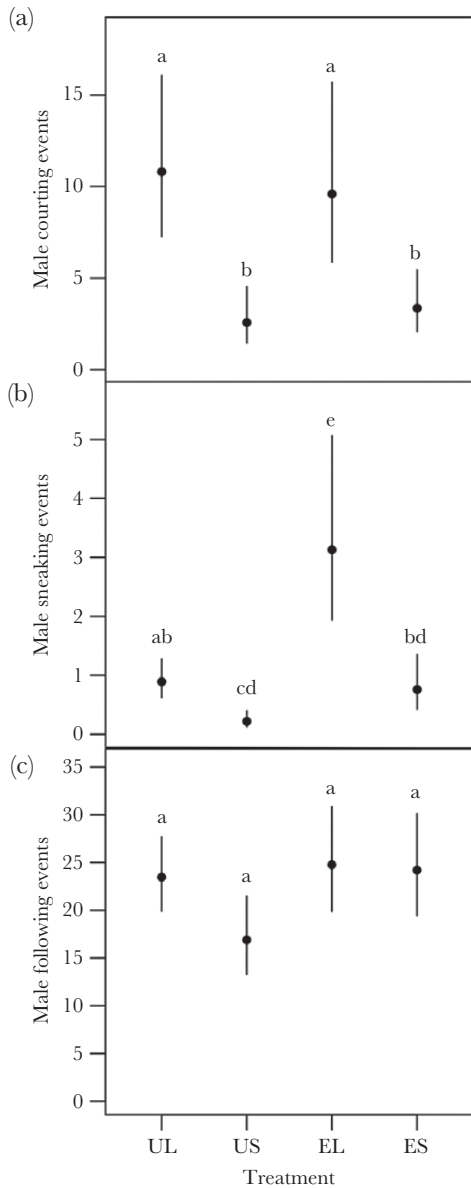 (a)
Male courting events
15
10
5
0
a
b
a
b
(b)
Male sneaking events
5
4
3
2
1
0
ab
cd
e
bd
(c)
Male following events
35
30
25
20
15
10
5
0
a
a
a
a
UL US EL ES
Treatment